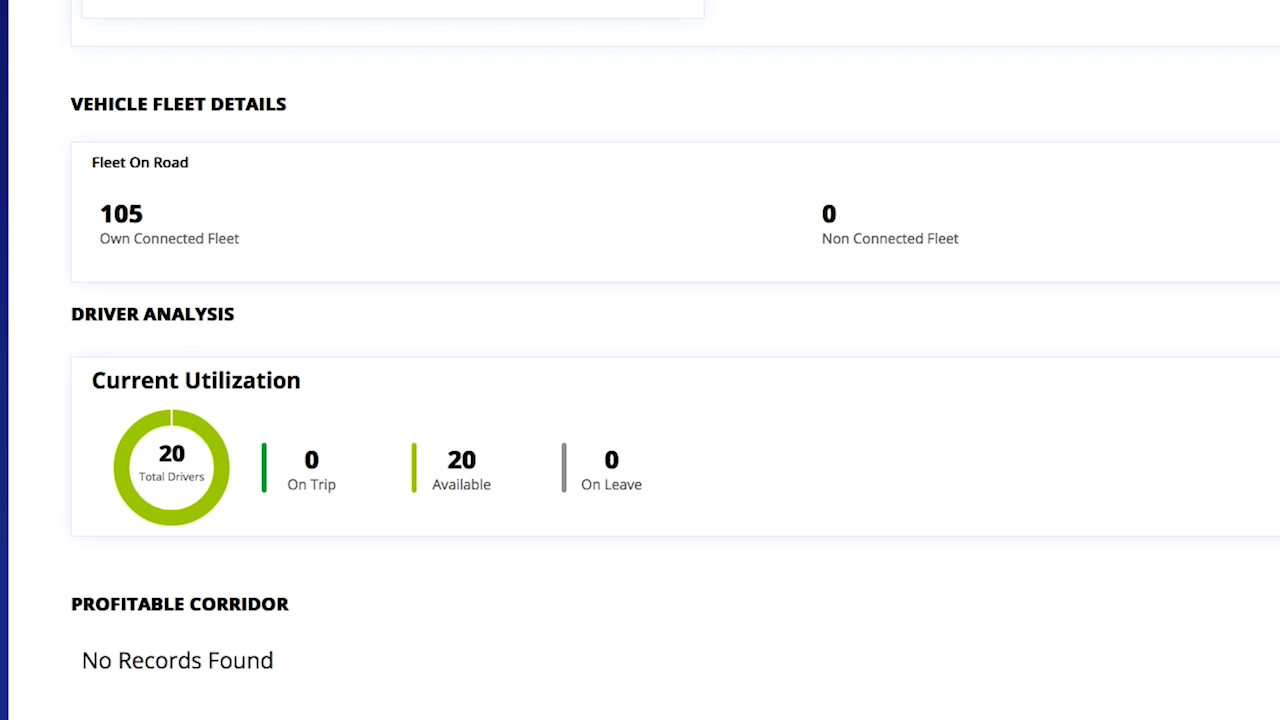 VEHICLE FLEET DETAILS
Fleet On Road
105
Own Connected Fleet
0
Non Connected Fleet
DRIVER ANALYSIS
Current Utilization
20
Total Drivers
0
On Trip
20
Available
0
On Leave
PROFITABLE CORRIDOR
No Records Found